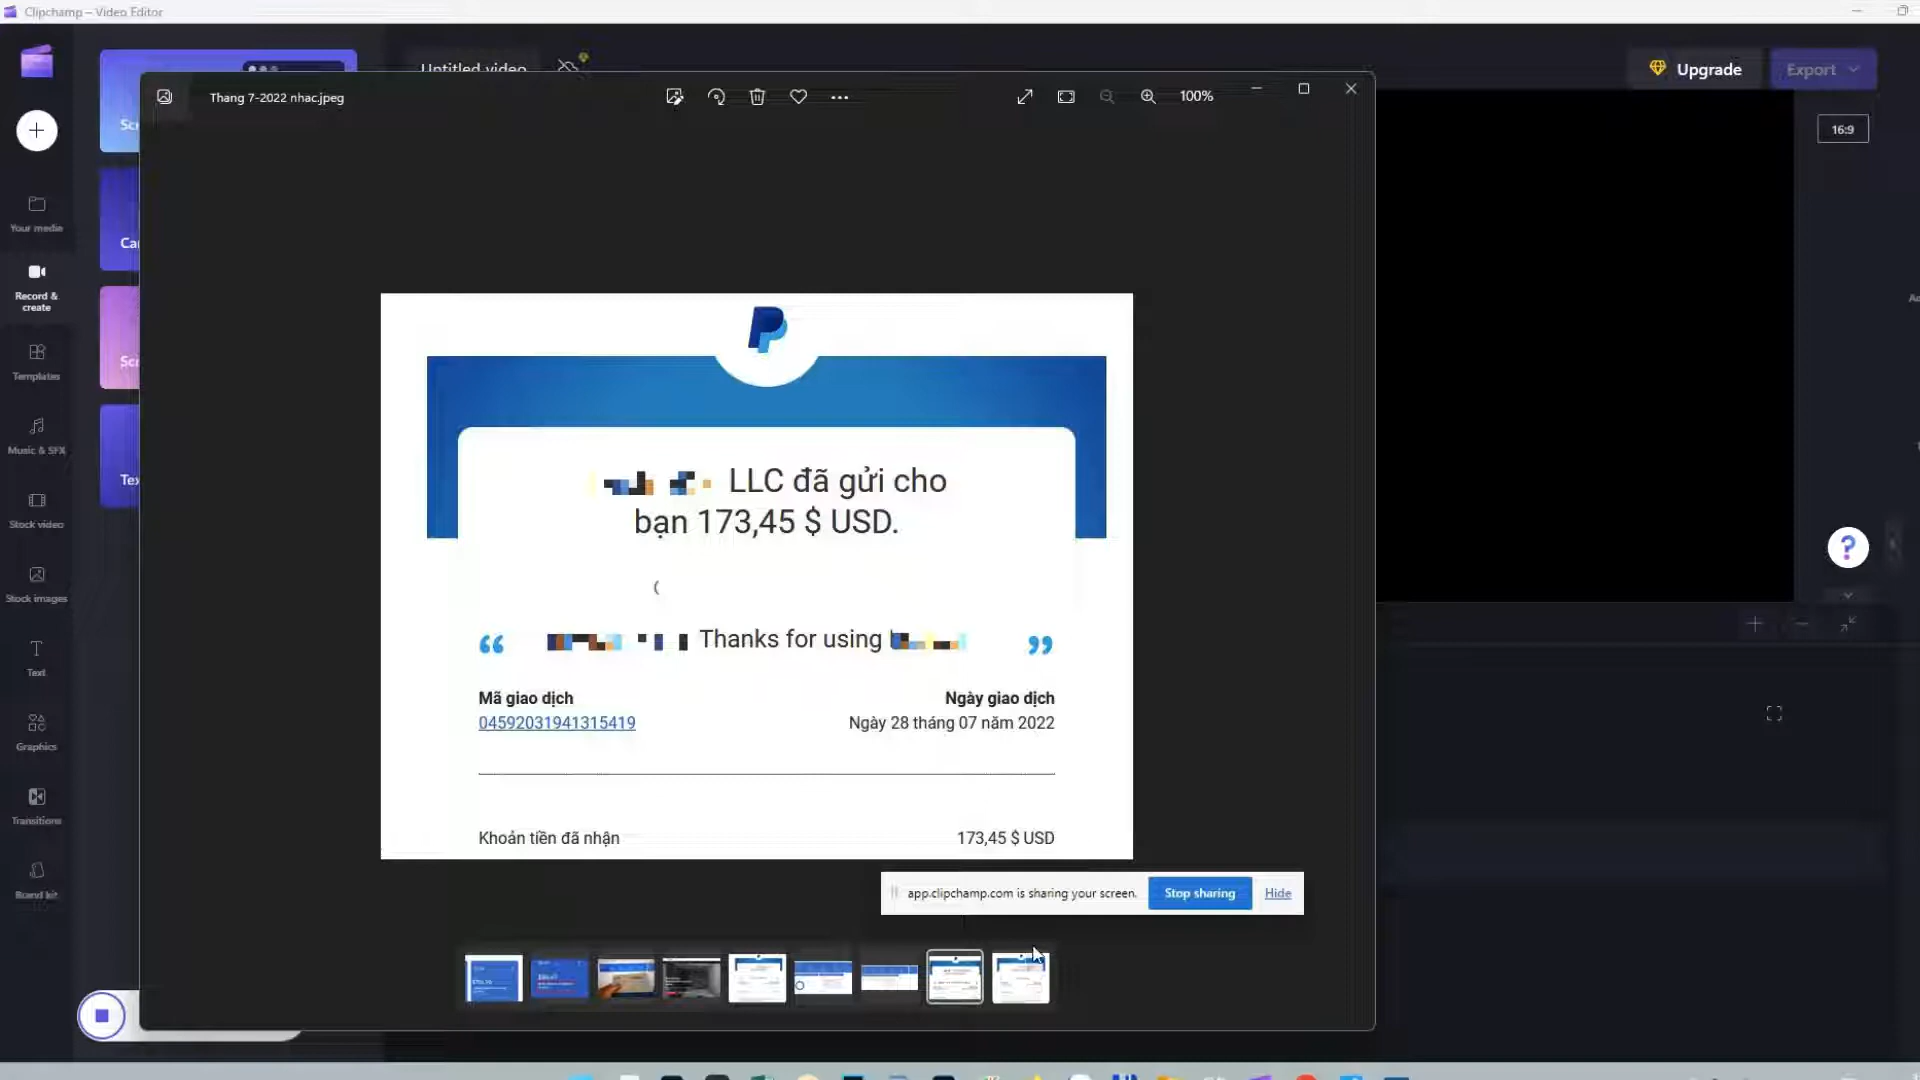 Clipchamp – Video Editor
Untitled video
Upgrade
Export
Thang 7-2022 nhac.jpeg
100%
16:9
Your media
Record &
create
Templates
Music & SFX
Stock video
Stock images
Text
Graphics
Transitions
Brand kit
LLC đã gửi cho
bạn 173,45 $ USD.
(
“ Thanks for using ”
Mã giao dịch
Ngày giao dịch
04592031941315419
Ngày 28 tháng 07 năm 2022
Khoản tiền đã nhận
173,45 $ USD
app.clipchamp.com is sharing your screen.
Stop sharing
Hide